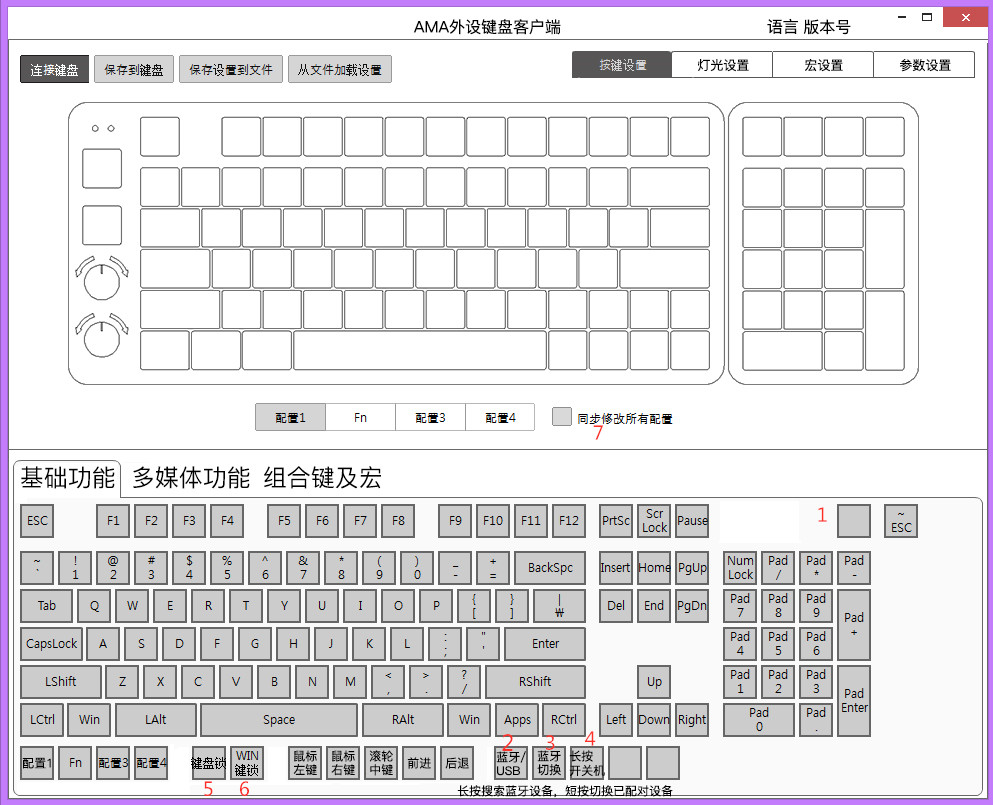 AMA外设键盘客户端 语言 版本号
连接键盘 保存到键盘 保存设置到文件 从文件加载设置 按键设置 灯光设置 宏设置 参数设置
配置1 Fn 配置3 配置4 同步修改所有配置
7
基础功能 多媒体功能 组合键及宏
ESC F1 F2 F3 F4 F5 F6 F7 F8 F9 F10 F11 F12 PrtSc Scr Lock Pause 1 ~ ESC
~ ` ! 1 @ 2 # 3 $ 4 % 5 ^ 6 & 7 * 8 ( 9 ) 0 _ - + = BackSpc Insert Home PgUp Num Lock Pad / Pad * Pad -
Tab Q W E R T Y U I O P { [ } ] | ₩ Del End PgDn Pad 7 Pad 8 Pad 9 Pad +
CapsLock A S D F G H J K L : ; " ' Enter Pad 4 Pad 5 Pad 6
LShift Z X C V B N M < , > . ? / RShift Up Pad 1 Pad 2 Pad 3 Pad Enter
LCtrl Win LAlt Space RAlt Win Apps RCtrl Left Down Right Pad 0 Pad .
2 3 4
配置1 Fn 配置3 配置4 键盘锁 WIN 键锁 鼠标左键 鼠标右键 滚轮中键 前进 后退 蓝牙/USB 蓝牙切换 长按开关机
5 6 长按搜索蓝牙设备，短按切换已配对设备